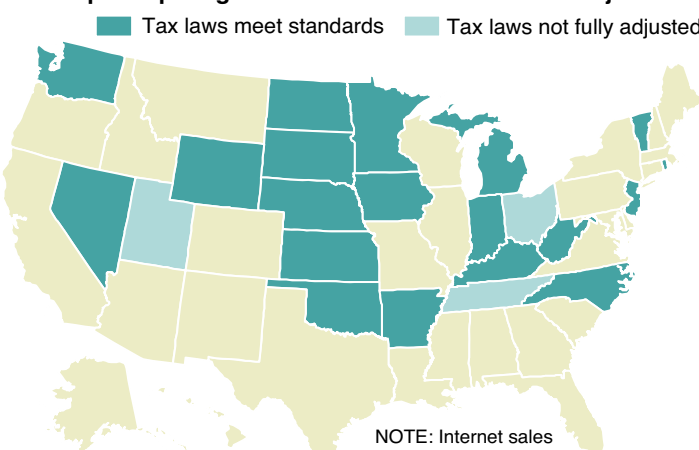 Tax laws meet standards
Tax laws not fully adjusted
NOTE: Internet sales